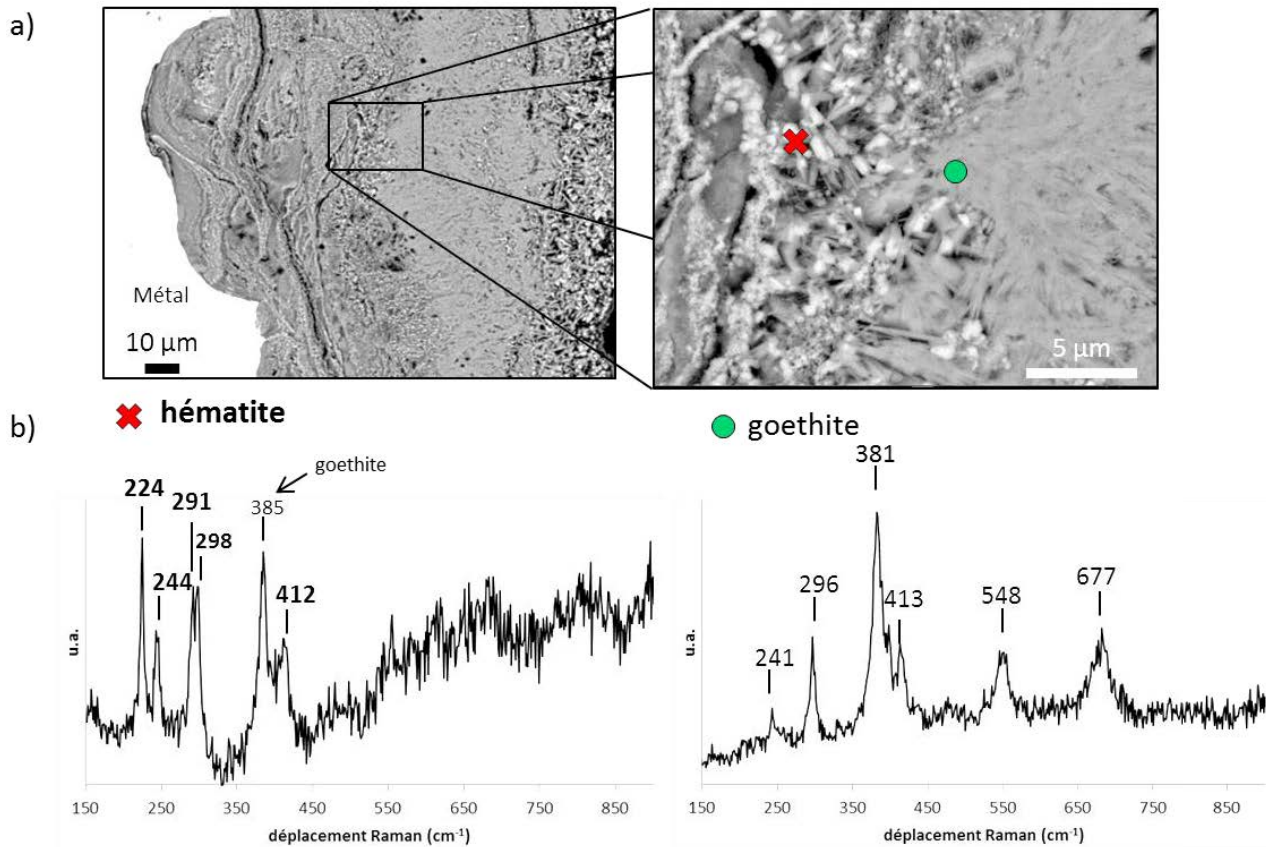 a)
Métal
10 µm
5 µm
b)
hématite
224
291
298
244
goethite
385
412
u.a.
150 250 350 450 550 650 750 850
déplacement Raman (cm-1)
goethite
381
296
413
241
548
677
u.a.
150 250 350 450 550 650 750 850
déplacement Raman (cm-1)